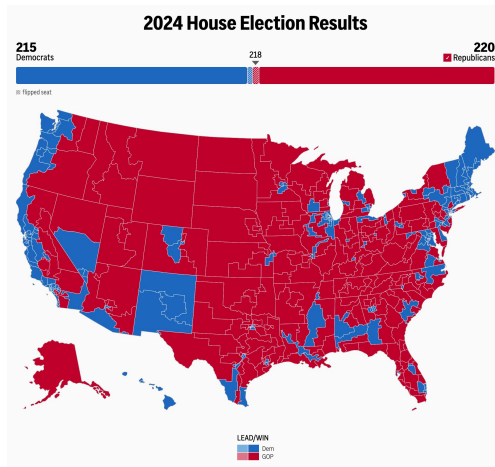 2024 House Election Results
215
218
220
Democrats
Republicans
flipped seat
LEAD/WIN
Dem
GOP